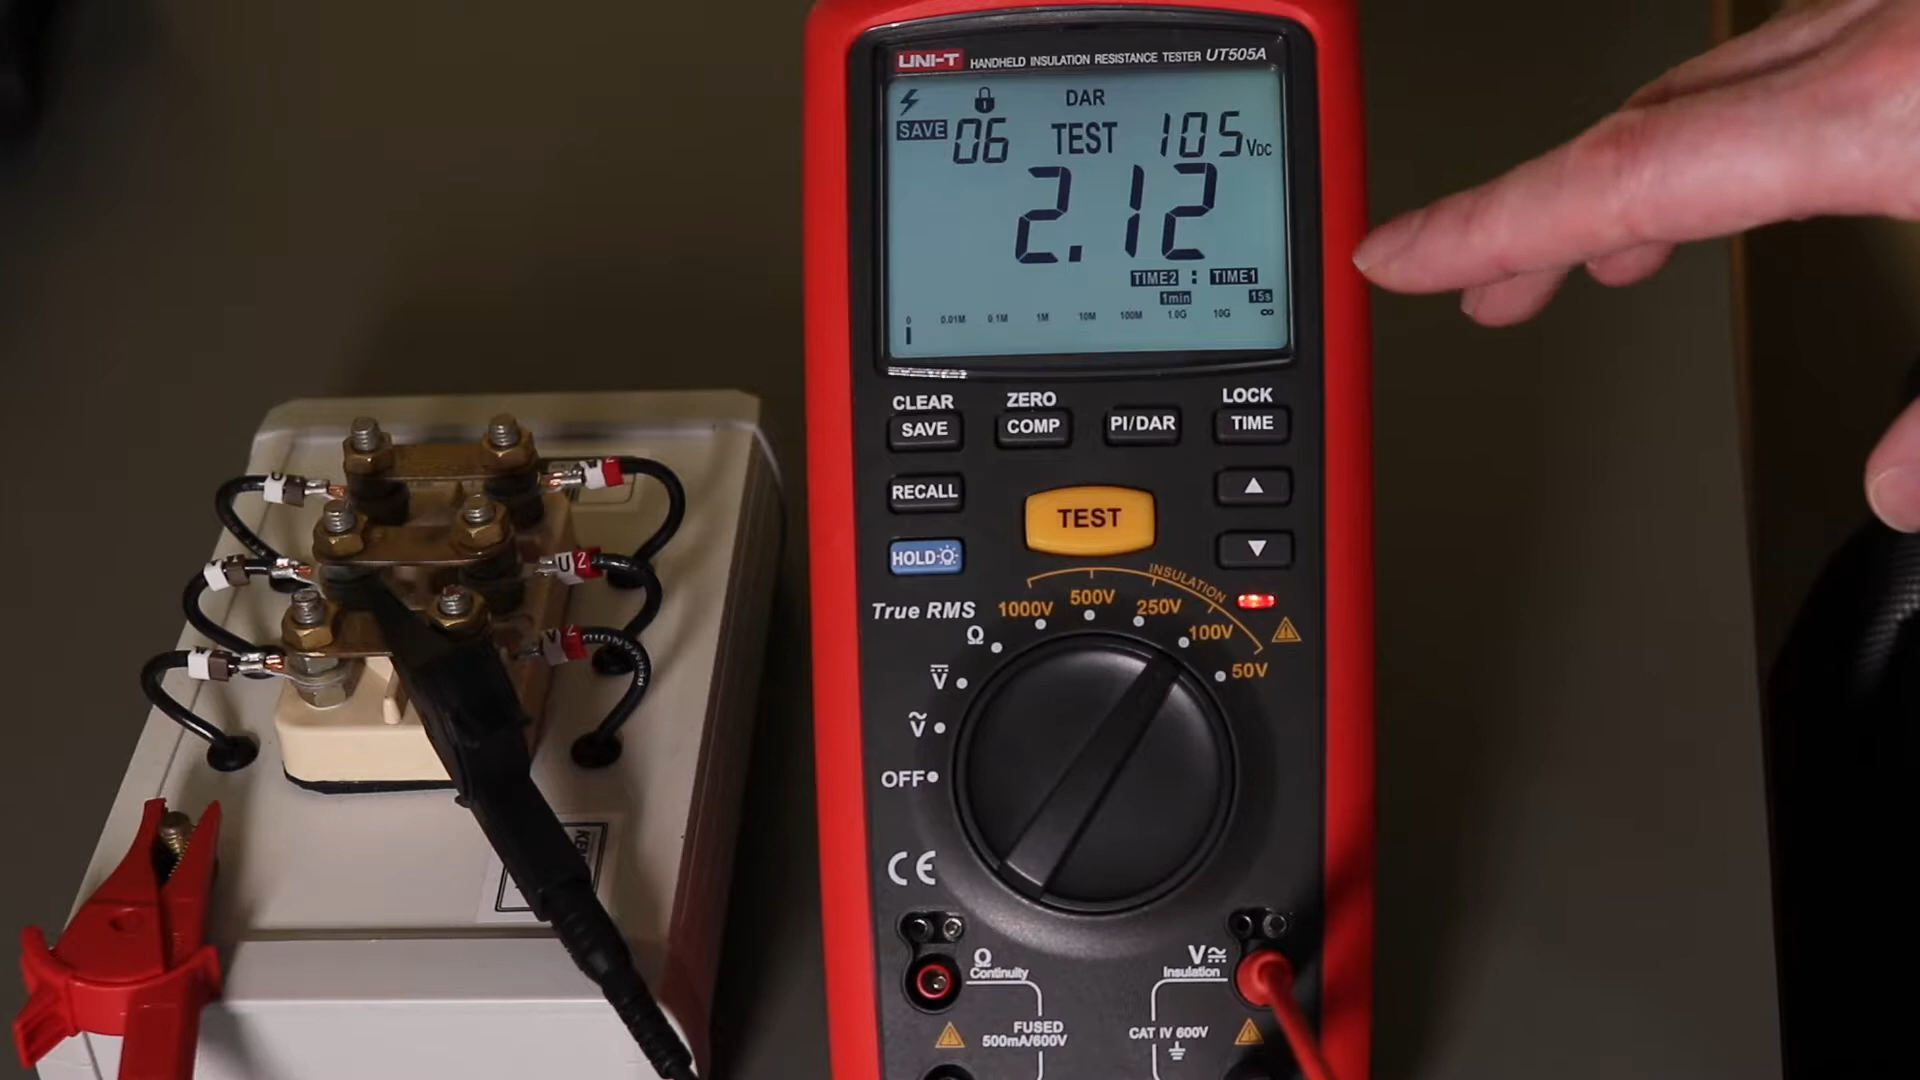 UNI-T HANDHELD INSULATION RESISTANCE TESTER UT505A
DAR
SAVE 06 TEST 105 VDC
2.12
TIME2 : TIME1
1min 15s
0 0.01M 0.1M 1M 10M 100M 1.0G 10G ∞
CLEAR ZERO LOCK
SAVE COMP PI/DAR TIME
RECALL ▲
TEST
HOLD ▼
INSULATION
True RMS 1000V 500V 250V 100V 50V
Ω
V
V
OFF
CE
Ω V
Continuity Insulation
FUSED
500mA/600V
CAT IV 600V
U
U2
2
2